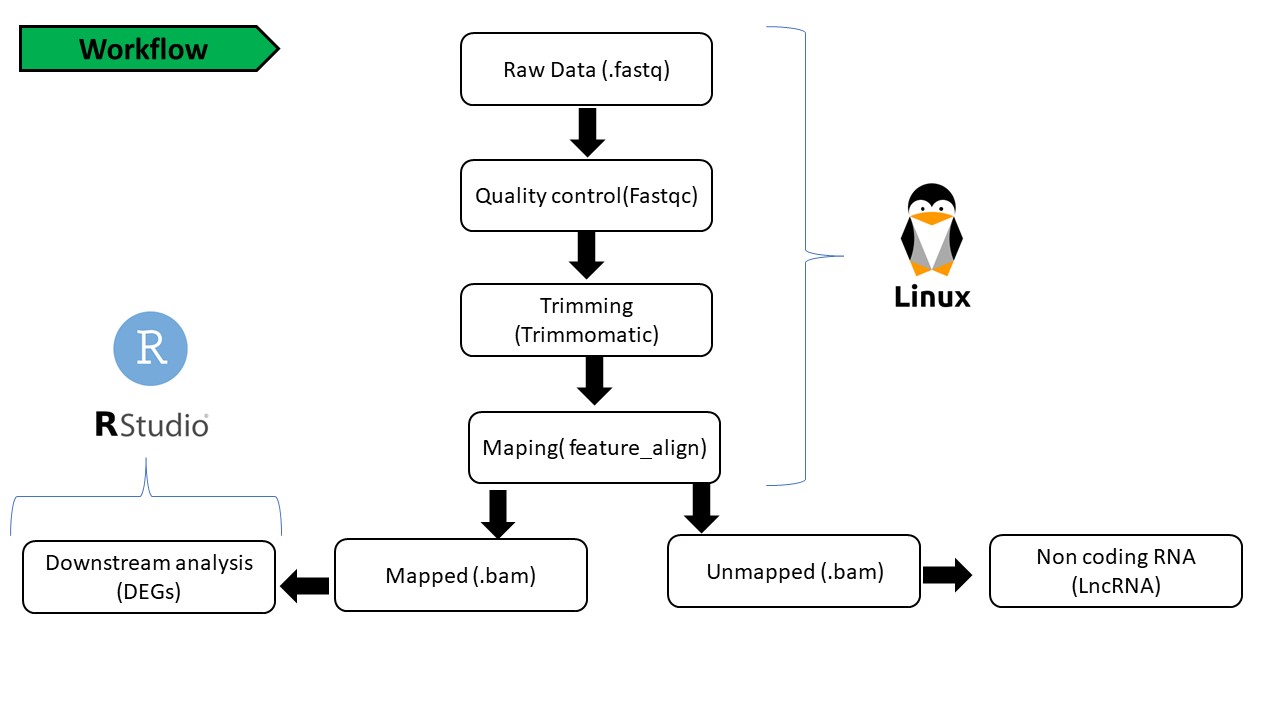 Workflow
Raw Data (.fastq)
Quality control(Fastqc)
Trimming
(Trimmomatic)
Linux
R
RStudio®
Maping( feature_align)
Downstream analysis
(DEGs)
Mapped (.bam)
Unmapped (.bam)
Non coding RNA
(LncRNA)